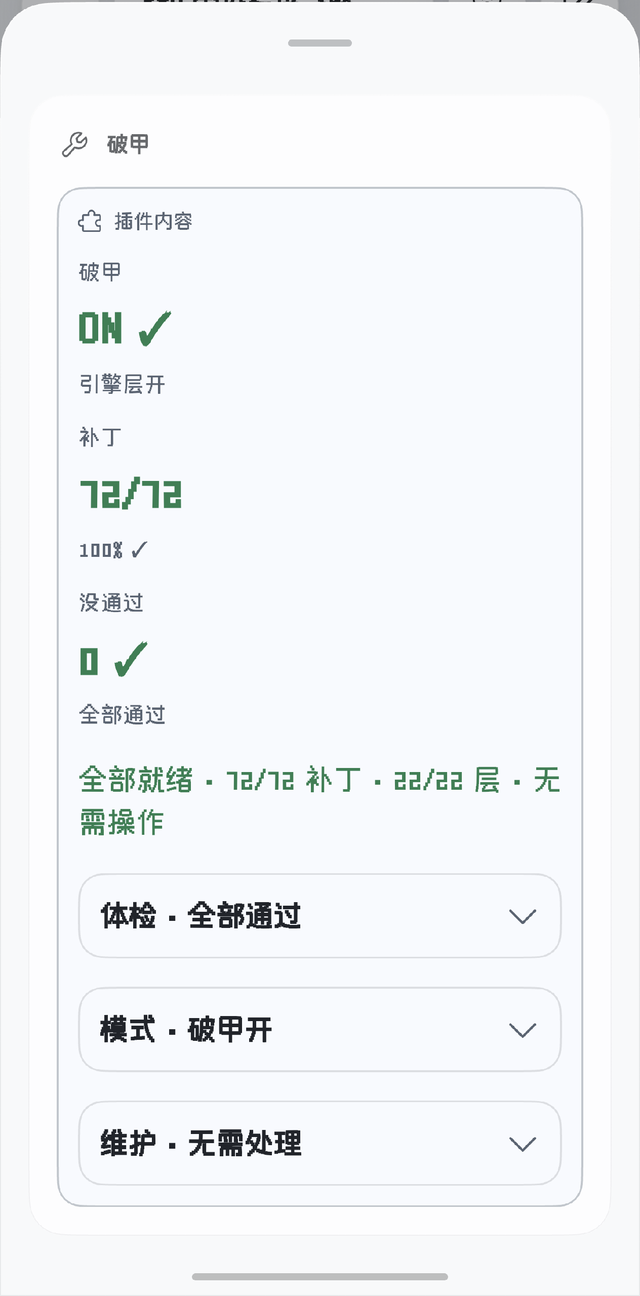 破甲
插件内容
破甲
ON ✓
引擎层开
补丁
72/72
100% ✓
没通过
0 ✓
全部通过
全部就绪 · 72/72 补丁 · 22/22 层 · 无
需操作
体检 · 全部通过
模式 · 破甲开
维护 · 无需处理